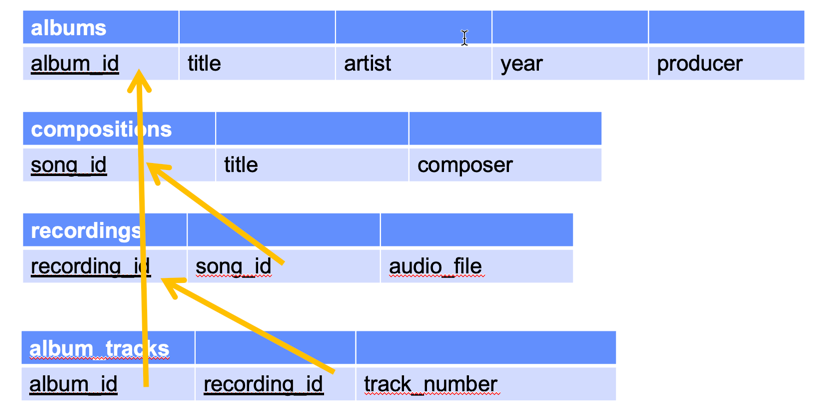 albums
album_id title artist year producer
compositions
song_id title composer
recordings
recording_id song_id audio_file
album_tracks
album_id recording_id track_number